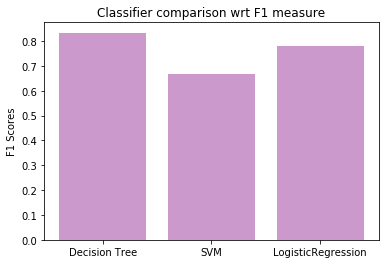 Classifier comparison wrt F1 measure
F1 Scores
0.8
0.7
0.6
0.5
0.4
0.3
0.2
0.1
0.0
Decision Tree
SVM
LogisticRegression